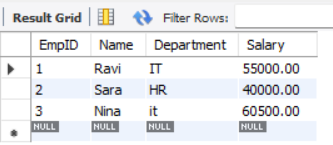 Result Grid Filter Rows:
EmpID Name Department Salary
1 Ravi IT 55000.00
2 Sara HR 40000.00
3 Nina it 60500.00
NULL NULL NULL NULL